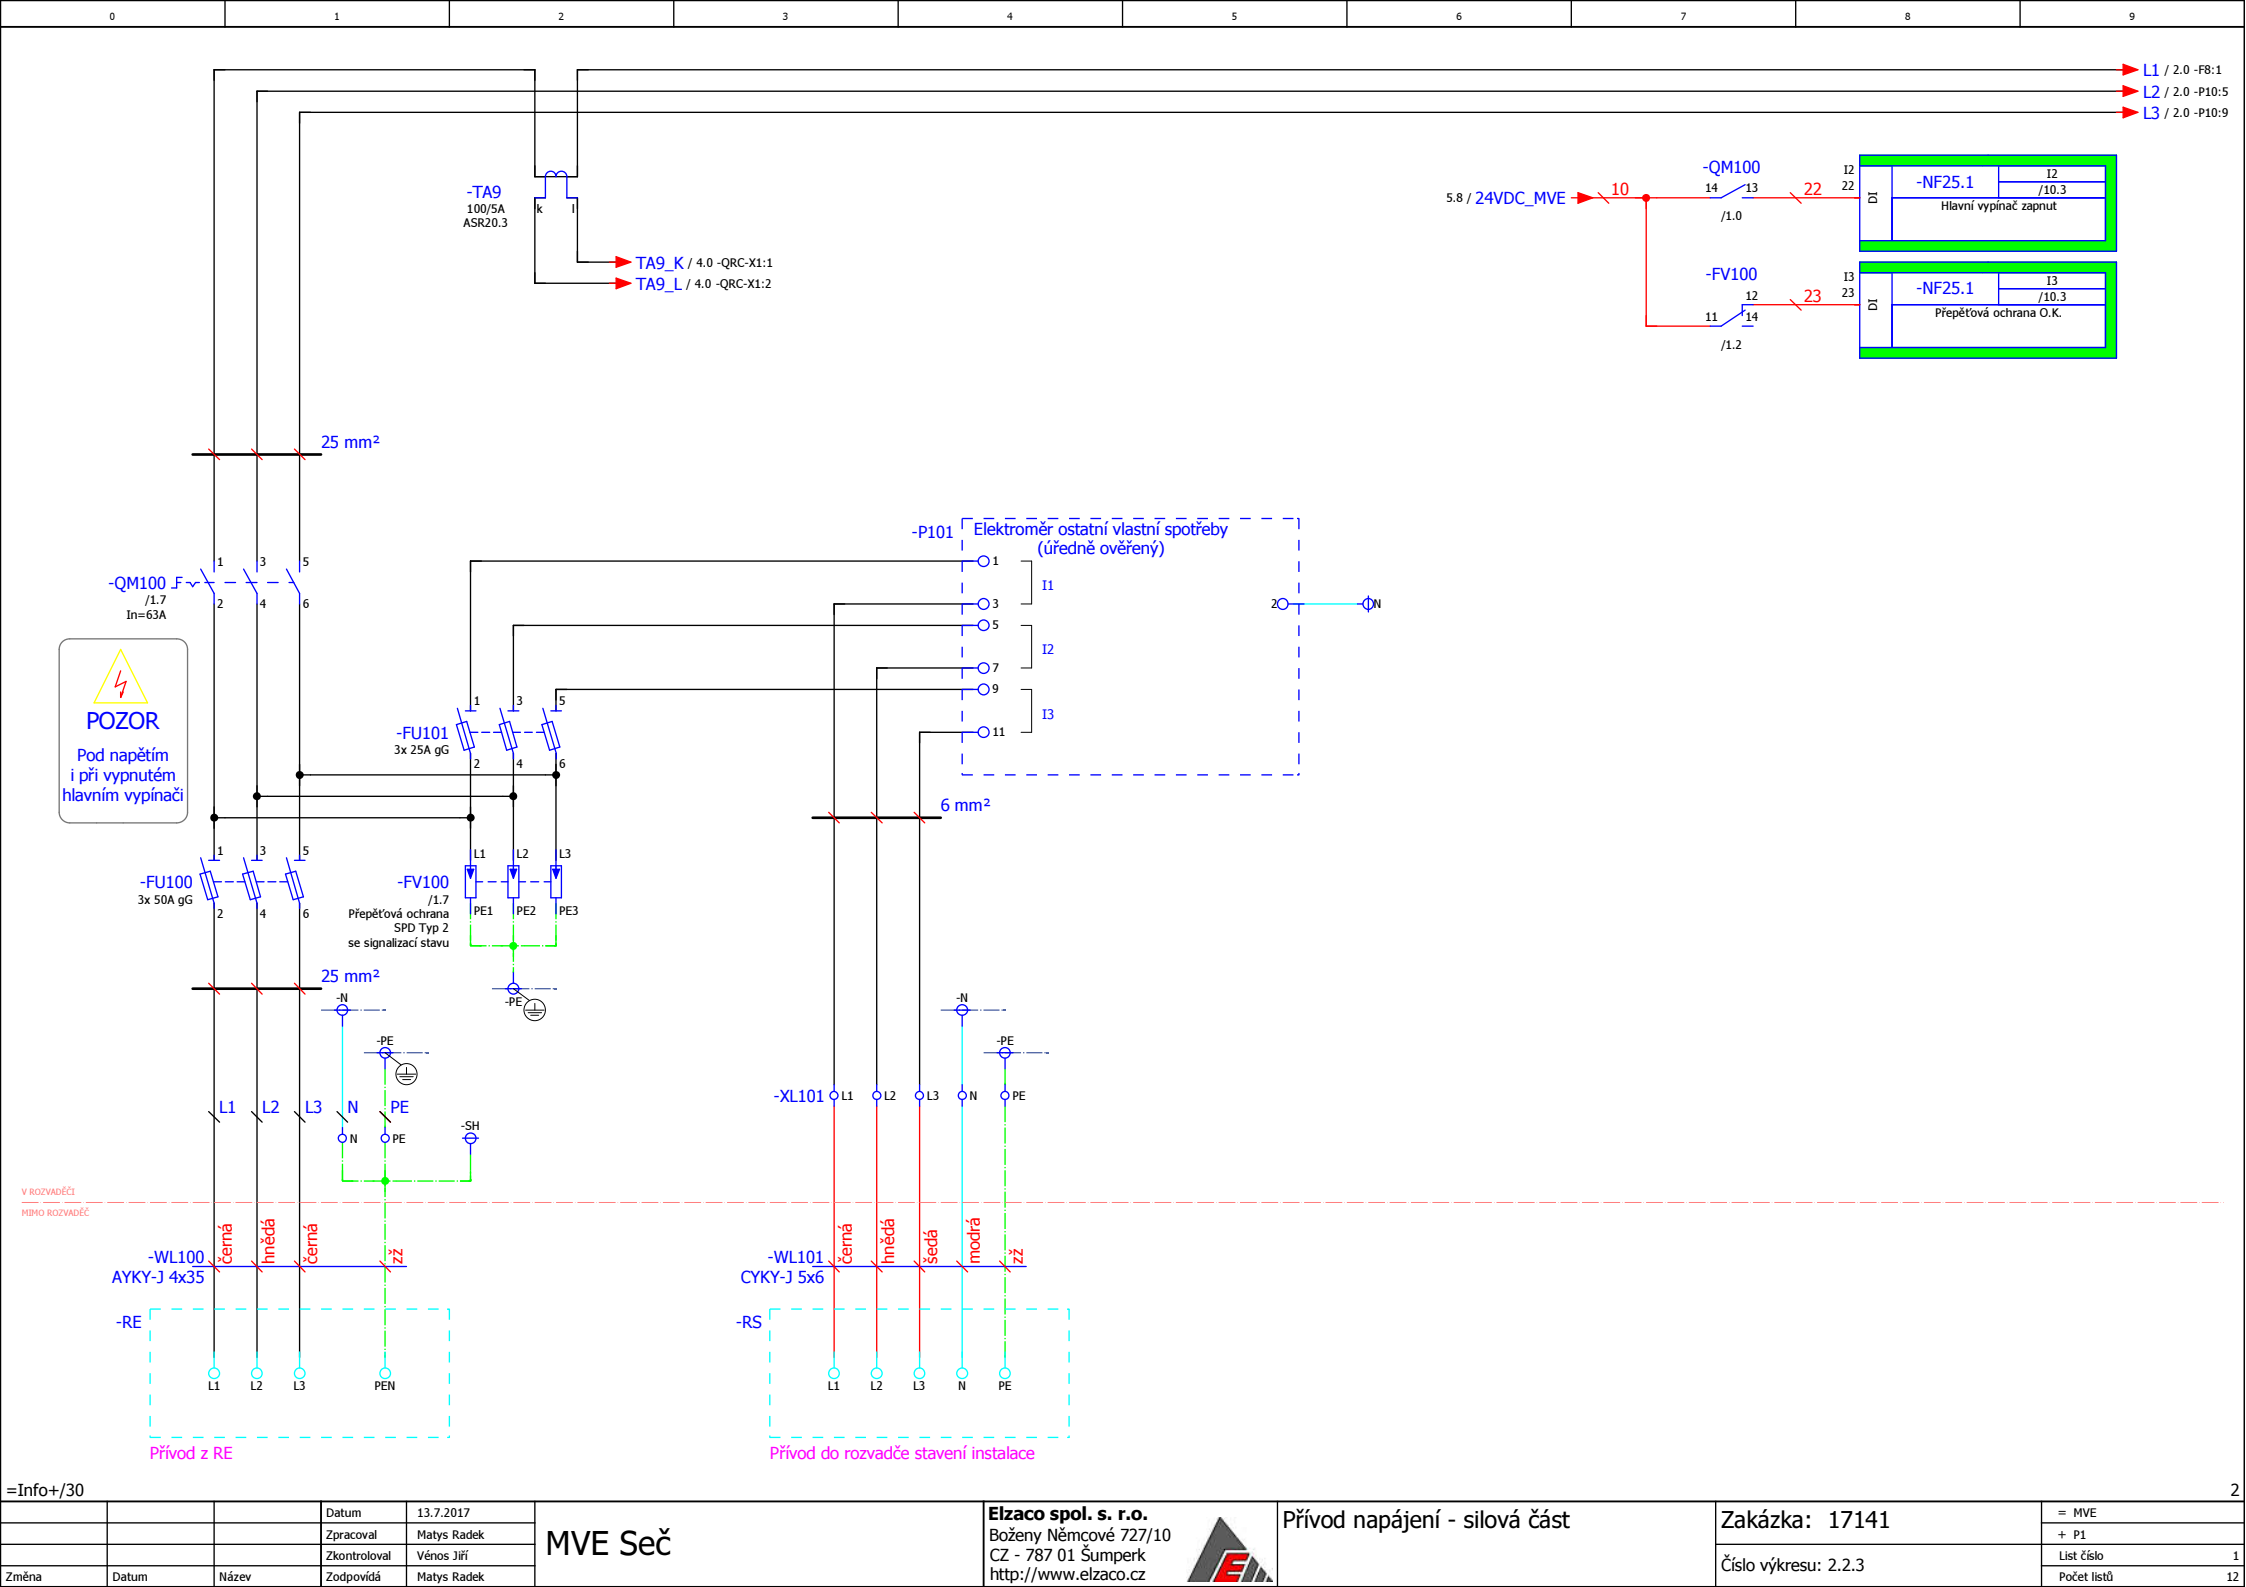 0 1 2 3 4 5 6 7 8 9
L1 / 2.0 -F8:1
L2 / 2.0 -P10:5
L3 / 2.0 -P10:9
-TA9
100/5A
ASR20.3
k l
TA9_K / 4.0 -QRC-X1:1
TA9_L / 4.0 -QRC-X1:2
5.8 / 24VDC_MVE
10
-QM100
14 13
/1.0
22
I2
22
DI
-NF25.1
I2
/10.3
Hlavní vypínač zapnut
-FV100
12
11 14
/1.2
23
I3
23
DI
-NF25.1
I3
/10.3
Přepěťová ochrana O.K.
25 mm²
-QM100
/1.7
In=63A
1 3 5
2 4 6
POZOR
Pod napětím
i při vypnutém
hlavním vypínači
-P101
Elektroměr ostatní vlastní spotřeby
(úředně ověřený)
1
I1
3
5
I2
7
9
I3
11
2
N
-FU101
3x 25A gG
1 3 5
2 4 6
6 mm²
-FU100
3x 50A gG
1 3 5
2 4 6
-FV100
/1.7
Přepěťová ochrana
SPD Typ 2
se signalizací stavu
L1 L2 L3
PE1 PE2 PE3
-PE
25 mm²
-N
-PE
L1 L2 L3 N PE
N PE
-SH
-N
-PE
-XL101
L1 L2 L3 N PE
V ROZVADĚČI
MIMO ROZVADĚČ
-WL100
AYKY-J 4x35
černá hnědá černá zž
-WL101
CYKY-J 5x6
černá hnědá šedá modrá zž
-RE
L1 L2 L3 PEN
Přívod z RE
-RS
L1 L2 L3 N PE
Přívod do rozvadče stavení instalace
=Info+/30
2
Datum 13.7.2017
Zpracoval Matys Radek
Zkontroloval Vénos Jiří
Změna Datum Název Zodpovídá Matys Radek
MVE Seč
Elzaco spol. s. r.o.
Boženy Němcové 727/10
CZ - 787 01 Šumperk
http://www.elzaco.cz
E
Přívod napájení - silová část
Zakázka: 17141
Číslo výkresu: 2.2.3
= MVE
+ P1
List číslo 1
Počet listů 12